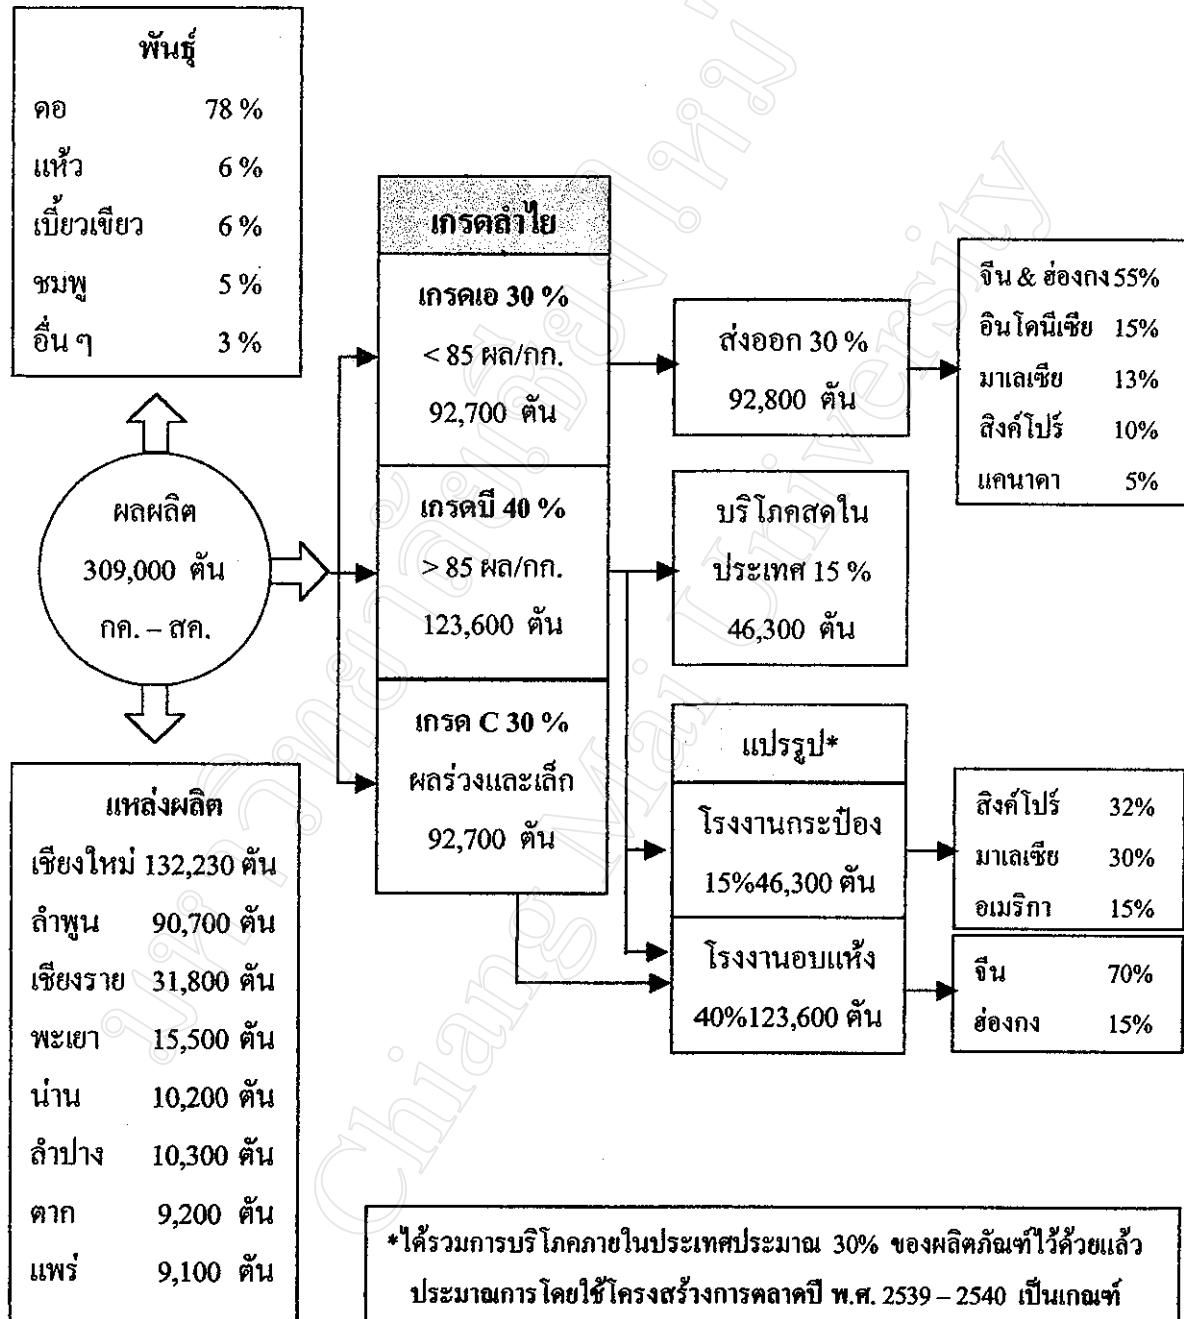 พันธุ์
ดอ 78 %
แห้ว 6 %
เบี้ยวเขียว 6 %
ชมพู 5 %
อื่น ๆ 3 %
ผลผลิต
309,000 ตัน
กค. – สค.
แหล่งผลิต
เชียงใหม่ 132,230 ตัน
ลำพูน 90,700 ตัน
เชียงราย 31,800 ตัน
พะเยา 15,500 ตัน
น่าน 10,200 ตัน
ลำปาง 10,300 ตัน
ตาก 9,200 ตัน
แพร่ 9,100 ตัน
เกรดลำไย
เกรดเอ 30 %
< 85 ผล/กก.
92,700 ตัน
เกรดบี 40 %
> 85 ผล/กก.
123,600 ตัน
เกรด C 30 %
ผลร่วงและเล็ก
92,700 ตัน
ส่งออก 30 %
92,800 ตัน
บริโภคสดใน
ประเทศ 15 %
46,300 ตัน
แปรรูป*
โรงงานกระป๋อง
15%46,300 ตัน
โรงงานอบแห้ง
40%123,600 ตัน
จีน & ฮ่องกง 55%
อินโดนีเซีย 15%
มาเลเซีย 13%
สิงค์โปร์ 10%
แคนาดา 5%
สิงค์โปร์ 32%
มาเลเซีย 30%
อเมริกา 15%
จีน 70%
ฮ่องกง 15%
*ได้รวมการบริโภคภายในประเทศประมาณ 30% ของผลิตภัณฑ์ไว้ด้วยแล้ว
ประมาณการโดยใช้โครงสร้างการตลาดปี พ.ศ. 2539 – 2540 เป็นเกณฑ์
มหาวิทยาลัยเชียงใหม่
Chiang Mai University